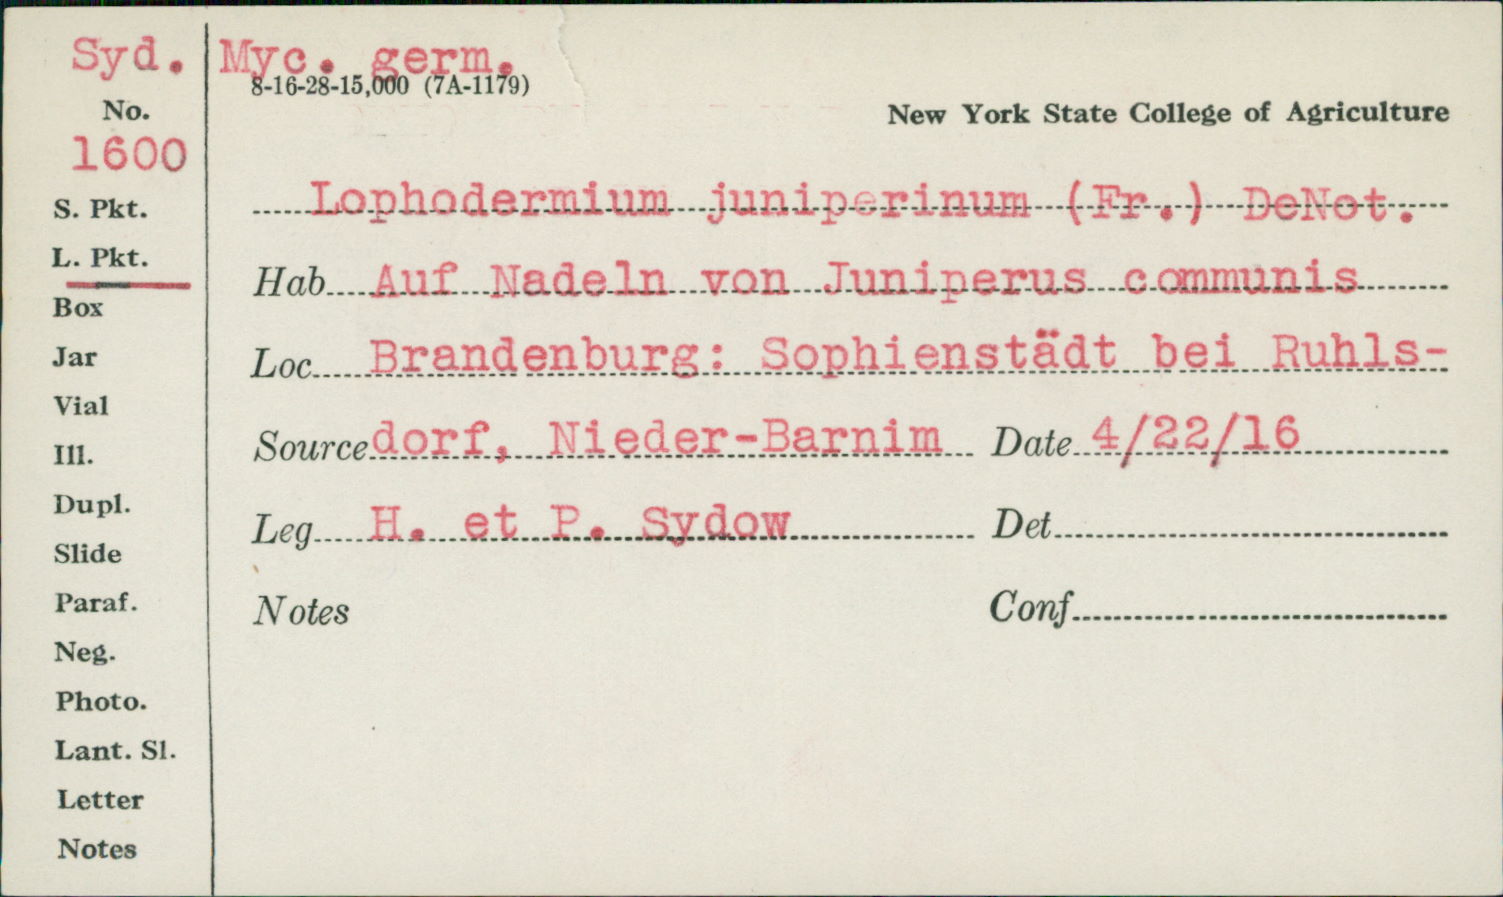 Syd. Myc. germ.
8-16-28-15,000 (7A-1179)
No.
New York State College of Agriculture
1600
S. Pkt.
Lophodermium juniperinum (Fr.) DeNot.
L. Pkt.
Hab Auf Nadeln von Juniperus communis
Box
Jar
Loc Brandenburg: Sophienstädt bei Ruhls-
Vial
Ill.
Source dorf, Nieder-Barnim Date 4/22/16
Dupl.
Leg H. et P. Sydow Det
Slide
Paraf.
Notes Conf
Neg.
Photo.
Lant. Sl.
Letter
Notes